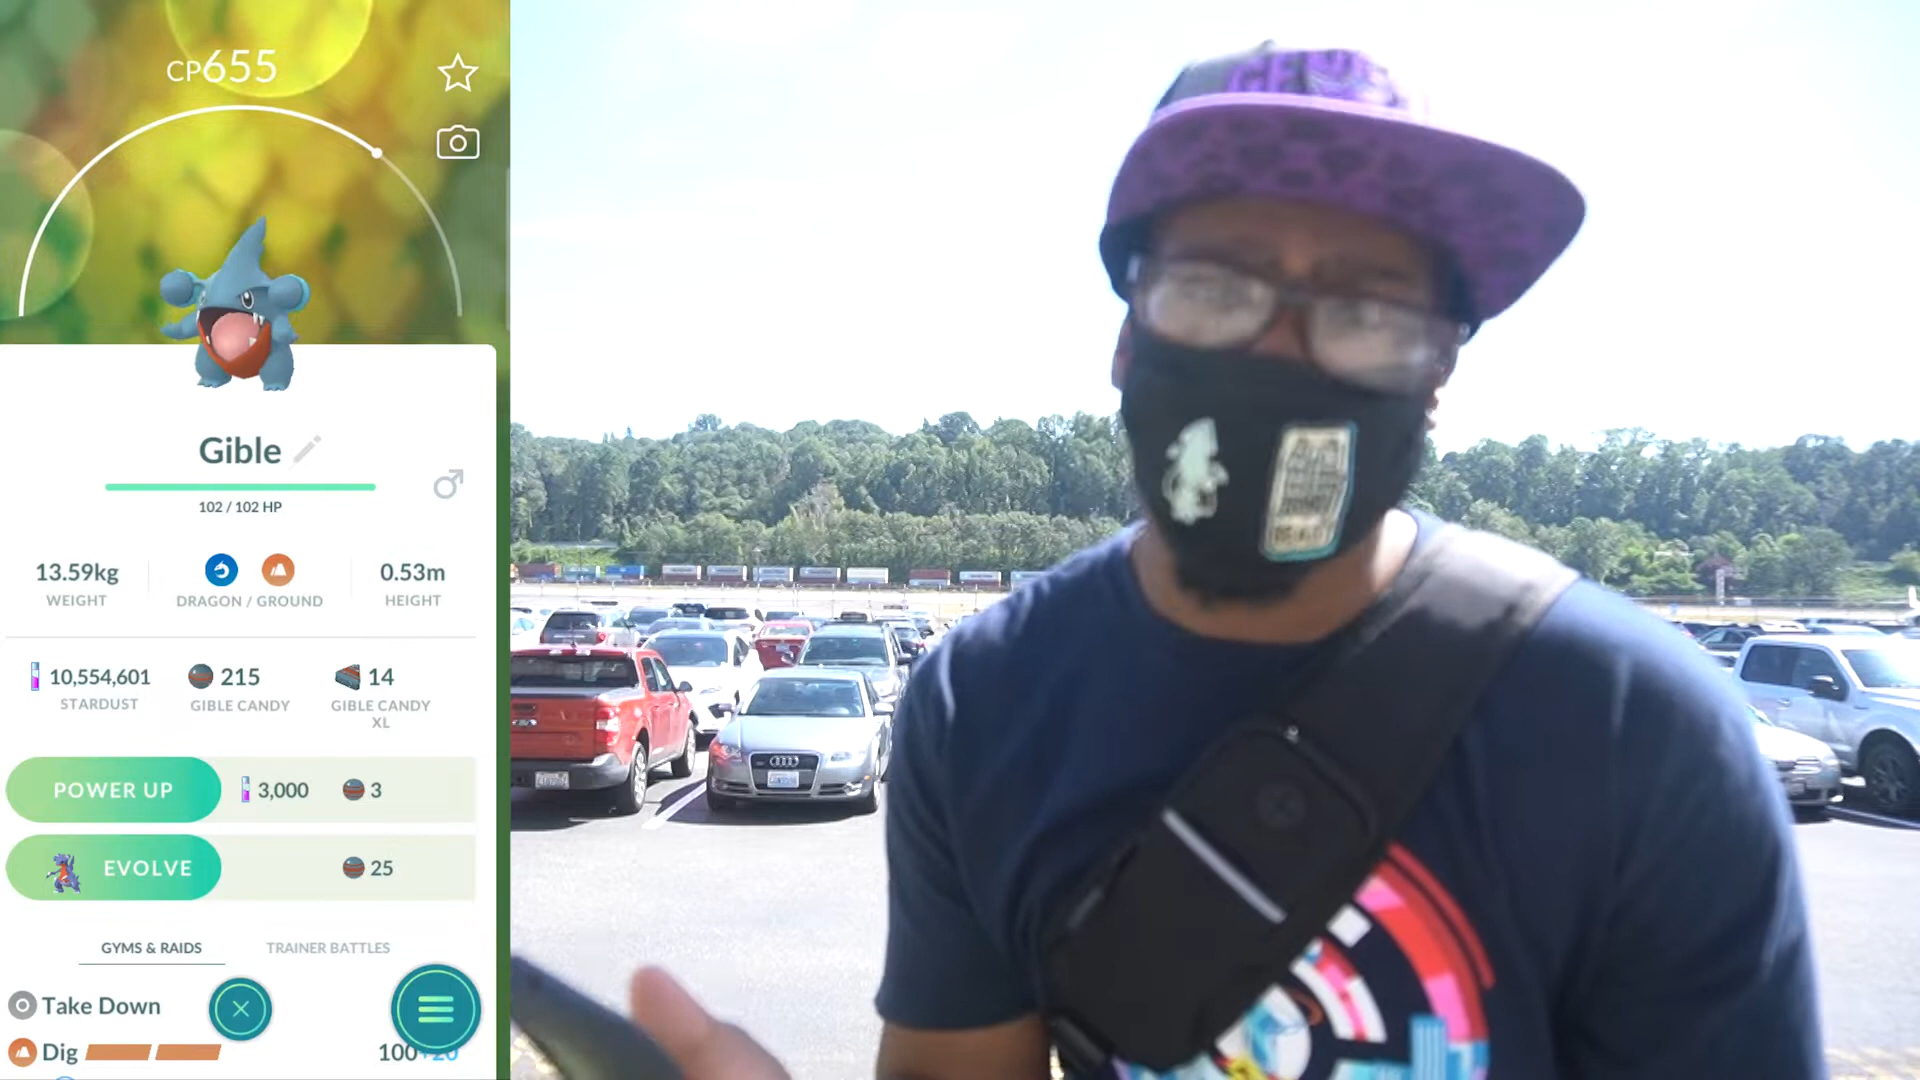 CP655
Gible
102 / 102 HP
13.59kg
WEIGHT
DRAGON / GROUND
0.53m
HEIGHT
10,554,601
STARDUST
215
GIBLE CANDY
14
GIBLE CANDY
XL
POWER UP
3,000
3
EVOLVE
25
GYMS & RAIDS
TRAINER BATTLES
Take Down
Dig
100